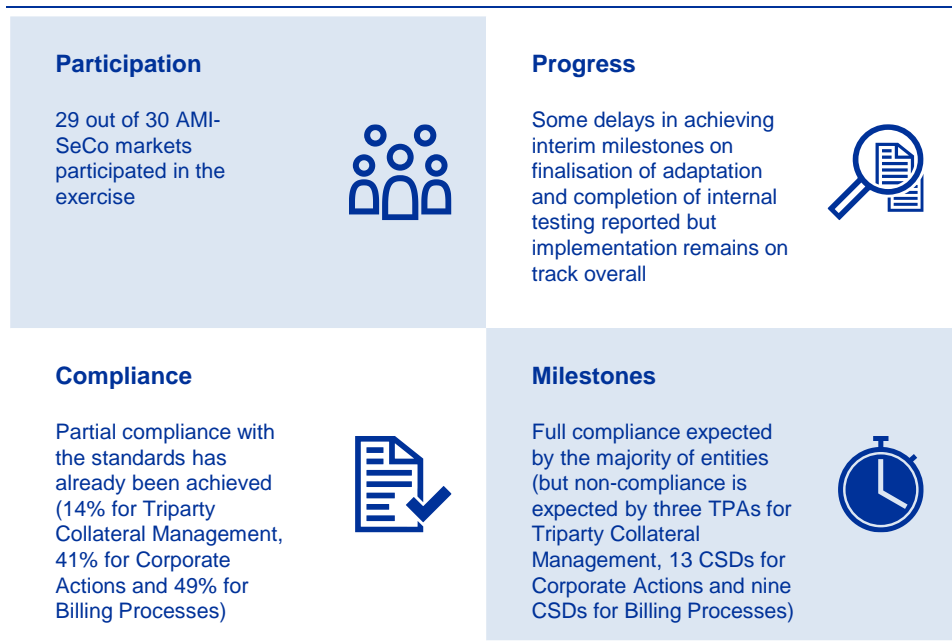 Participation
29 out of 30 AMI-
SeCo markets
participated in the
exercise
Progress
Some delays in achieving
interim milestones on
finalisation of adaptation
and completion of internal
testing reported but
implementation remains on
track overall
Compliance
Partial compliance with
the standards has
already been achieved
(14% for Triparty
Collateral Management,
41% for Corporate
Actions and 49% for
Billing Processes)
Milestones
Full compliance expected
by the majority of entities
(but non-compliance is
expected by three TPAs for
Triparty Collateral
Management, 13 CSDs for
Corporate Actions and nine
CSDs for Billing Processes)